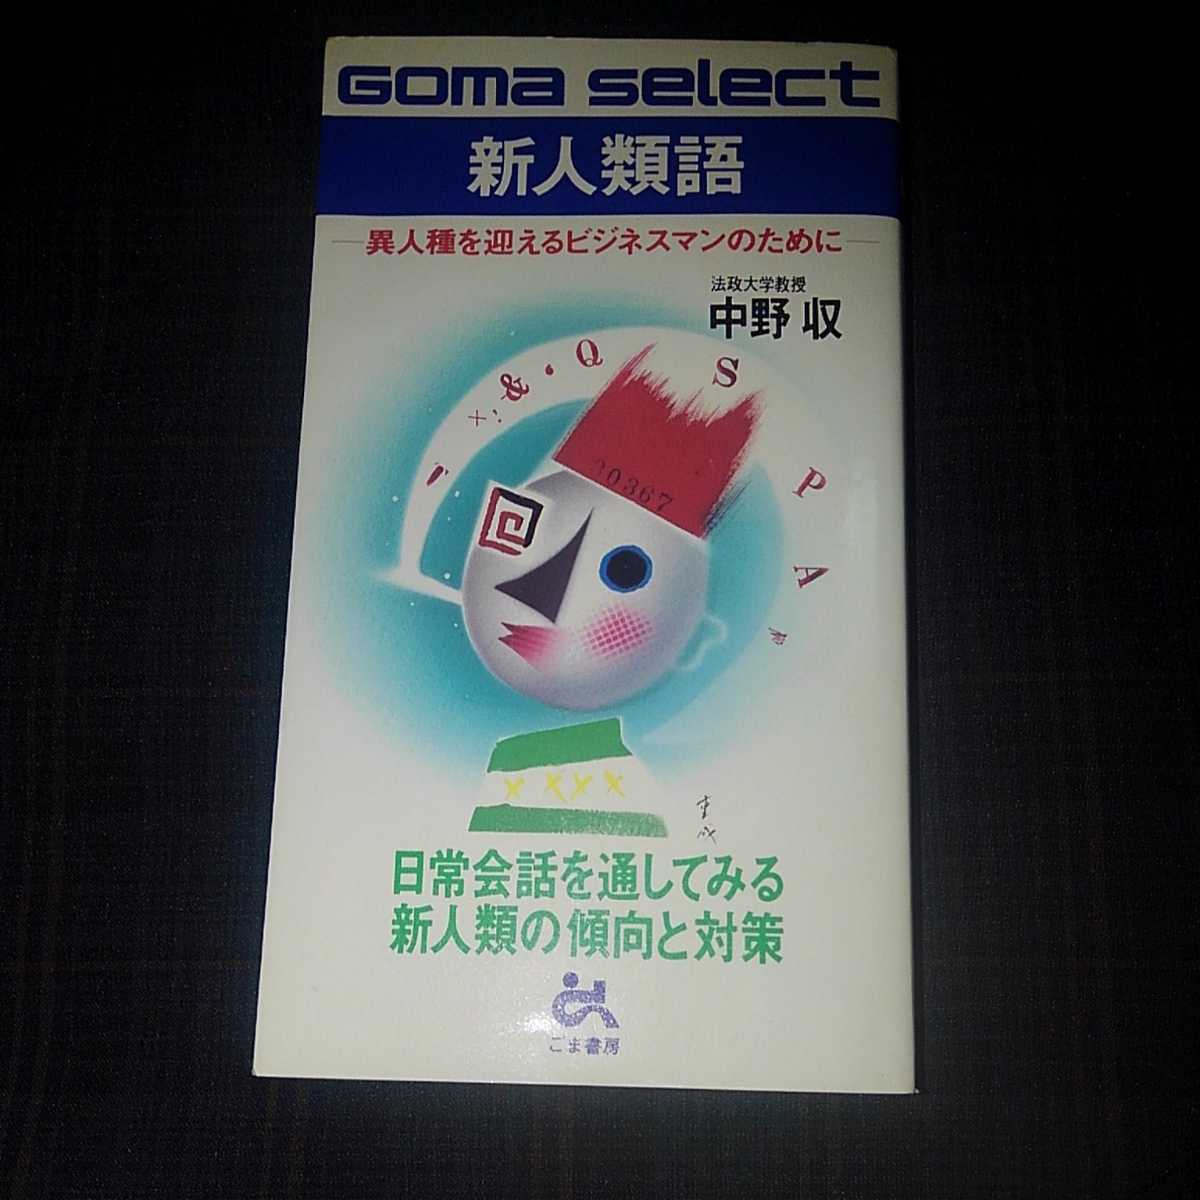 Goma select
新人類語
異人種を迎えるビジネスマンのために
法政大学教授
中野 収
& Q S P A
30367
日常会話を通してみる
新人類の傾向と対策
ごま書房